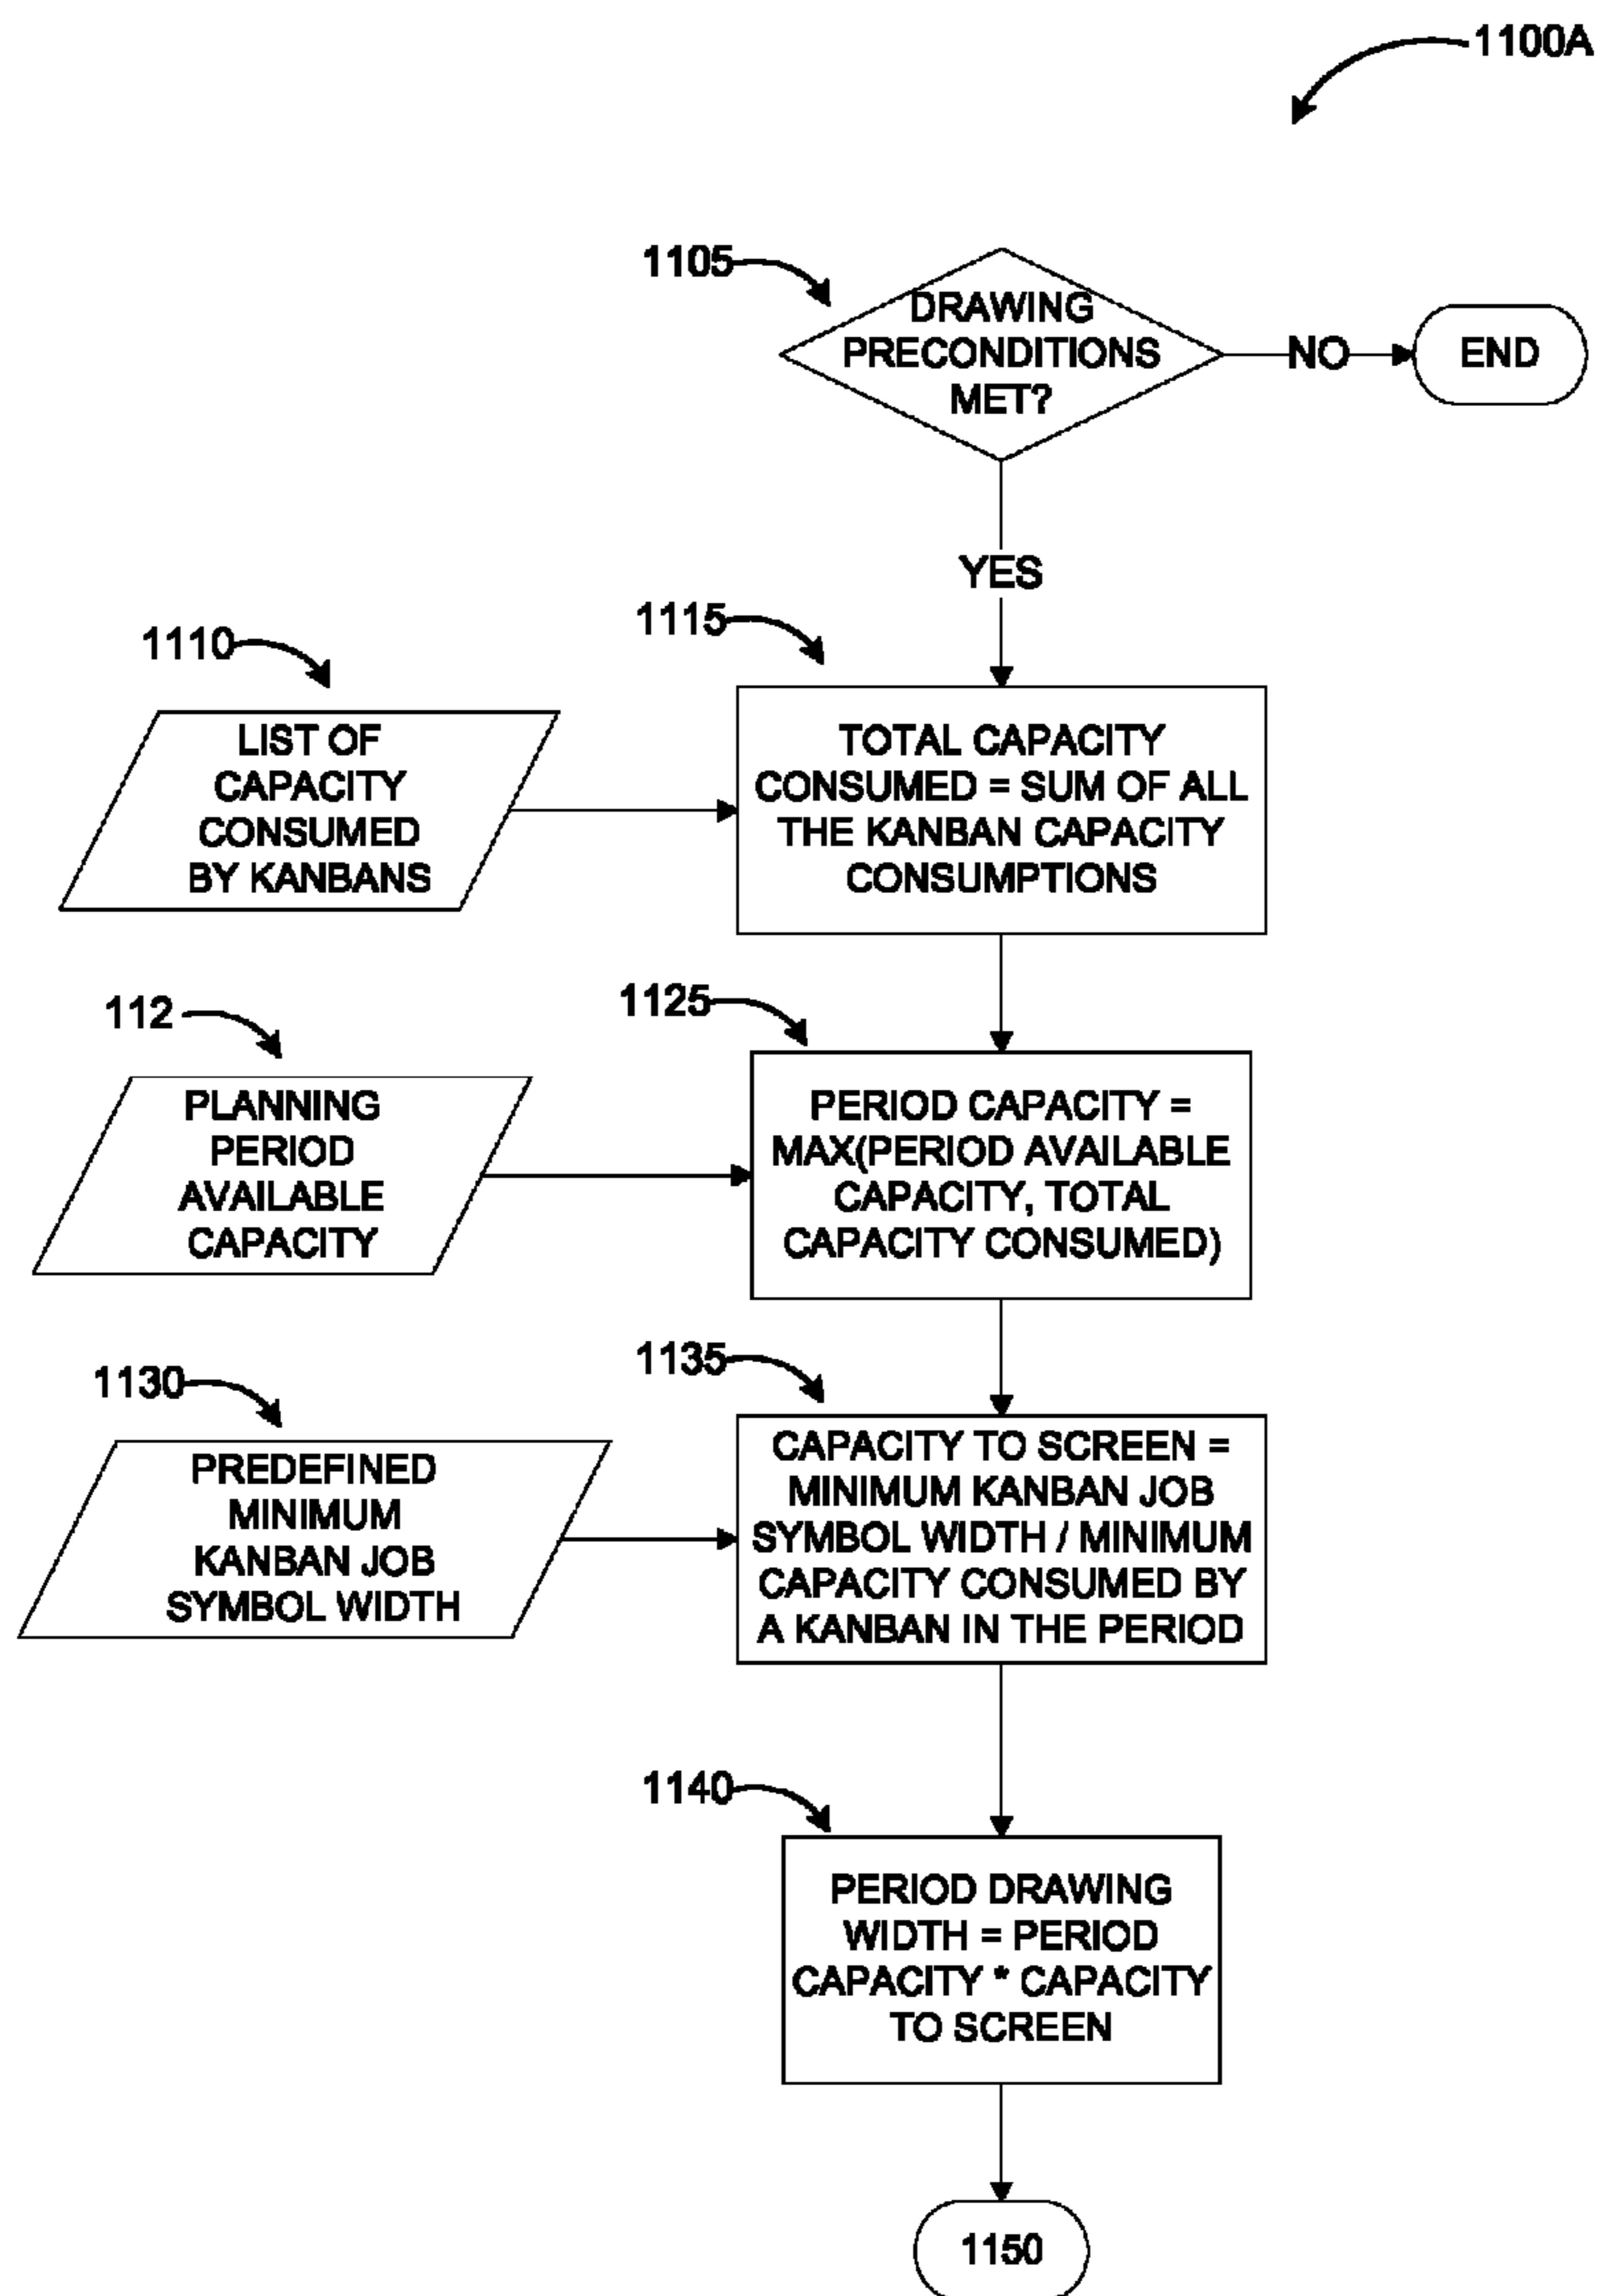 1100A
1105
DRAWING
PRECONDITIONS
MET?
NO
END
YES
1110
1115
LIST OF
CAPACITY
CONSUMED
BY KANBANS
TOTAL CAPACITY
CONSUMED = SUM OF ALL
THE KANBAN CAPACITY
CONSUMPTIONS
112
1125
PLANNING
PERIOD
AVAILABLE
CAPACITY
PERIOD CAPACITY =
MAX(PERIOD AVAILABLE
CAPACITY, TOTAL
CAPACITY CONSUMED)
1130
1135
PREDEFINED
MINIMUM
KANBAN JOB
SYMBOL WIDTH
CAPACITY TO SCREEN =
MINIMUM KANBAN JOB
SYMBOL WIDTH / MINIMUM
CAPACITY CONSUMED BY
A KANBAN IN THE PERIOD
1140
PERIOD DRAWING
WIDTH = PERIOD
CAPACITY * CAPACITY
TO SCREEN
1150